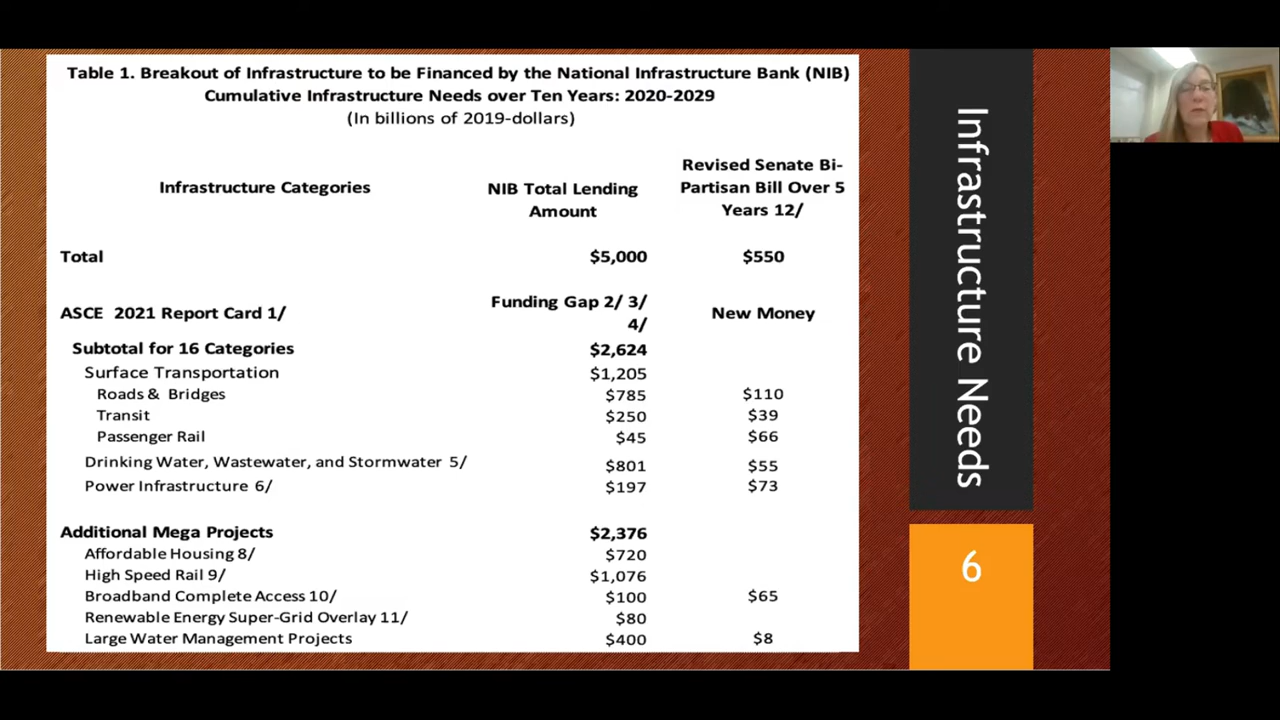 Table 1. Breakout of Infrastructure to be Financed by the National Infrastructure Bank (NIB)
Cumulative Infrastructure Needs over Ten Years: 2020-2029
(In billions of 2019-dollars)
Infrastructure Categories
NIB Total Lending
Amount
Revised Senate Bi-
Partisan Bill Over 5
Years 12/
Total $5,000 $550
ASCE 2021 Report Card 1/
Funding Gap 2/ 3/
4/
New Money
Subtotal for 16 Categories $2,624
Surface Transportation $1,205
Roads & Bridges $785 $110
Transit $250 $39
Passenger Rail $45 $66
Drinking Water, Wastewater, and Stormwater 5/ $801 $55
Power Infrastructure 6/ $197 $73
Additional Mega Projects $2,376
Affordable Housing 8/ $720
High Speed Rail 9/ $1,076
Broadband Complete Access 10/ $100 $65
Renewable Energy Super-Grid Overlay 11/ $80
Large Water Management Projects $400 $8
Infrastructure Needs
6